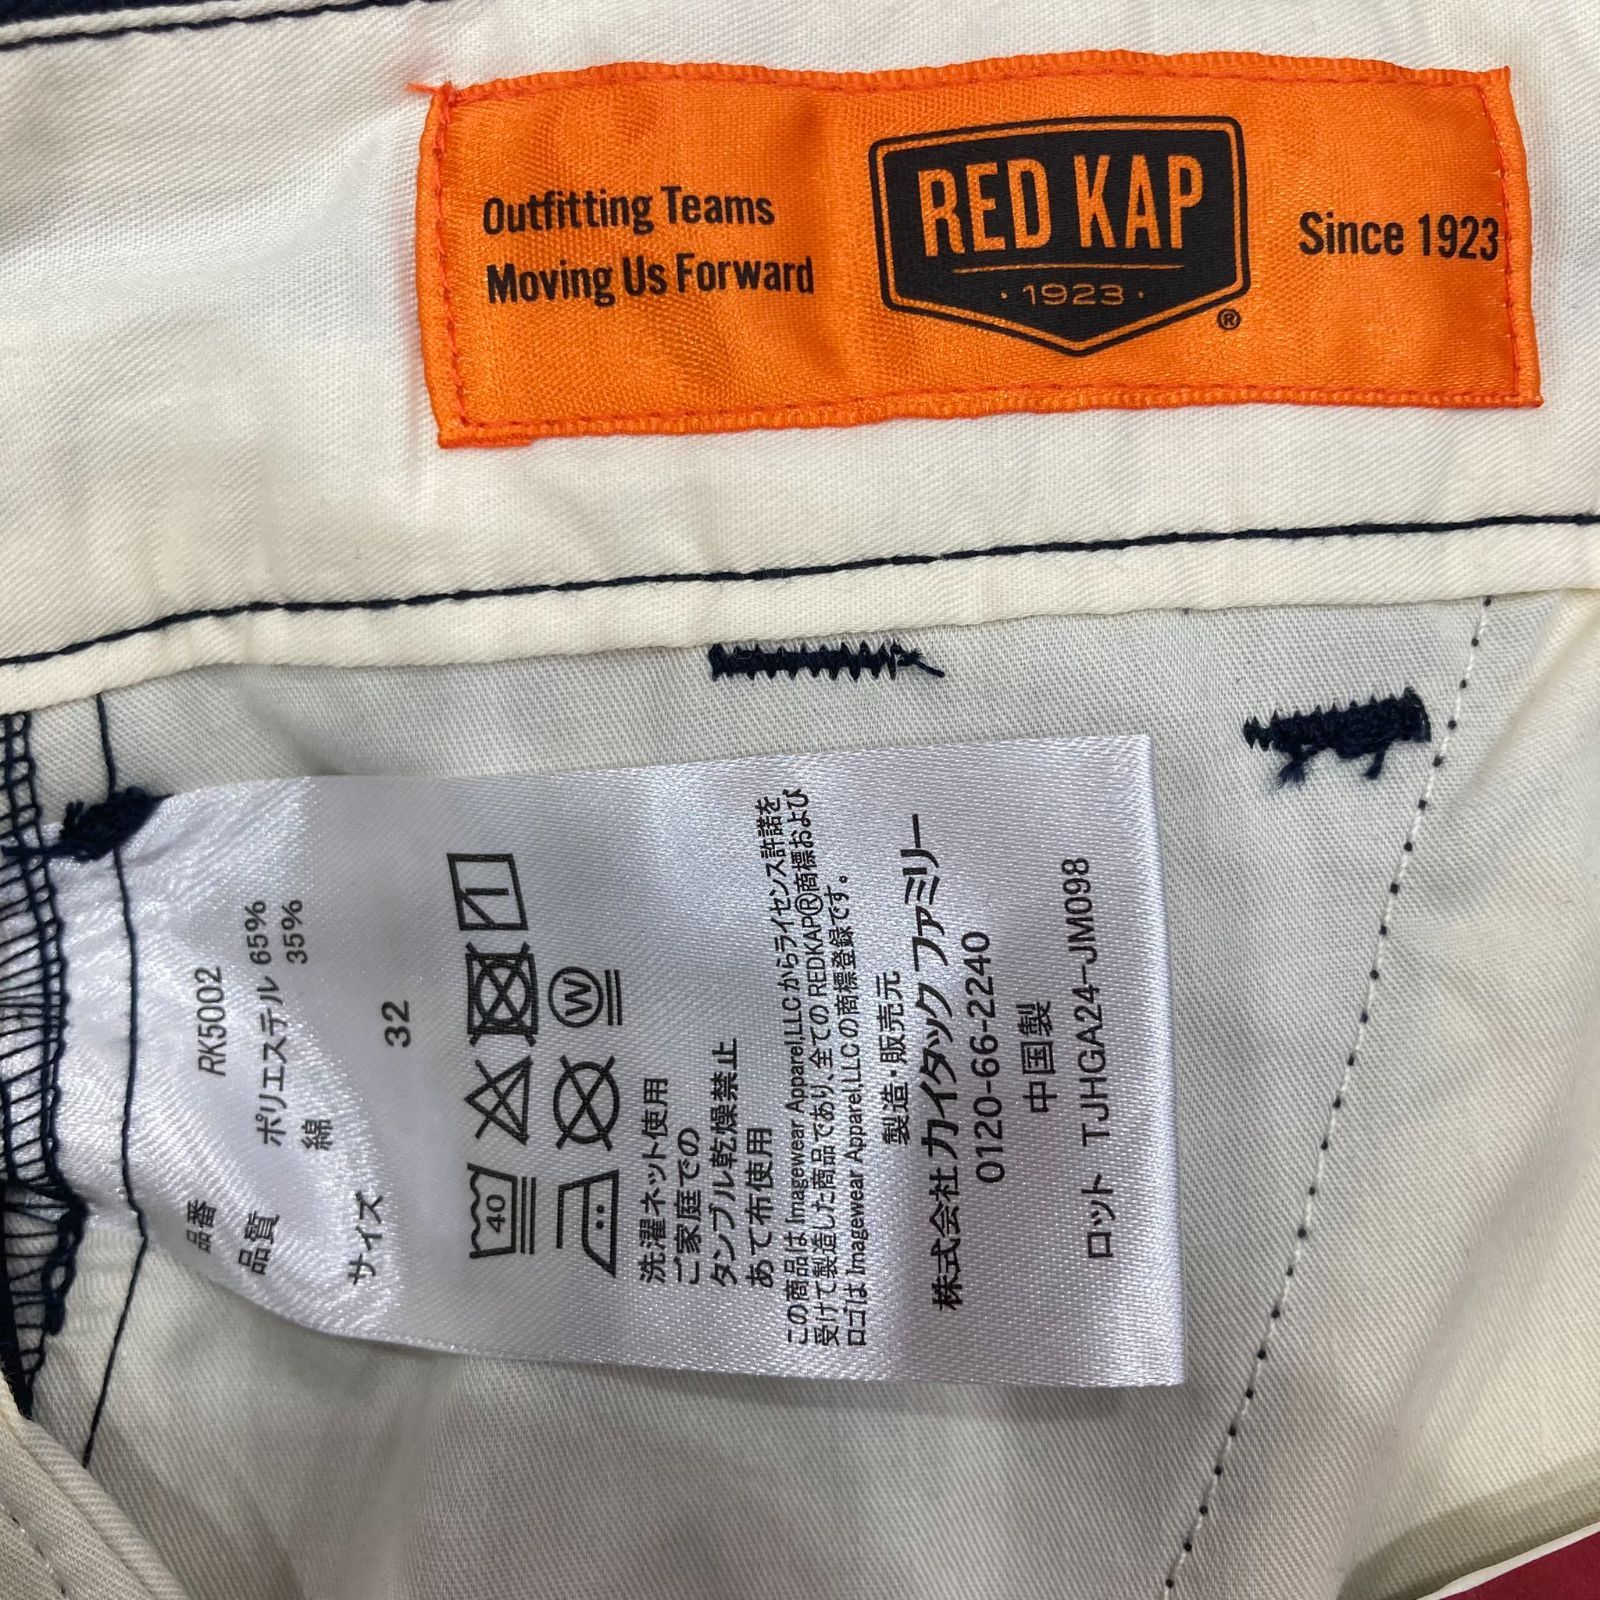 Outfitting Teams
Moving Us Forward
RED KAP
· 1923 ·
®
Since 1923
品番 RK5002
品質 ポリエステル 65%
綿 35%
サイズ 32
40
W
洗濯ネット使用
ご家庭での
タンブル乾燥禁止
あて布使用
この商品は Imagewear Apparel,LLC からライセンス許諾を
受けて製造した商品であり、全ての REDKAP®商標および
ロゴは Imagewear Apparel,LLC の商標登録です。
製造・販売元
株式会社カイタックファミリー
0120-66-2240
中国製
ロット TJHGA24-JM098